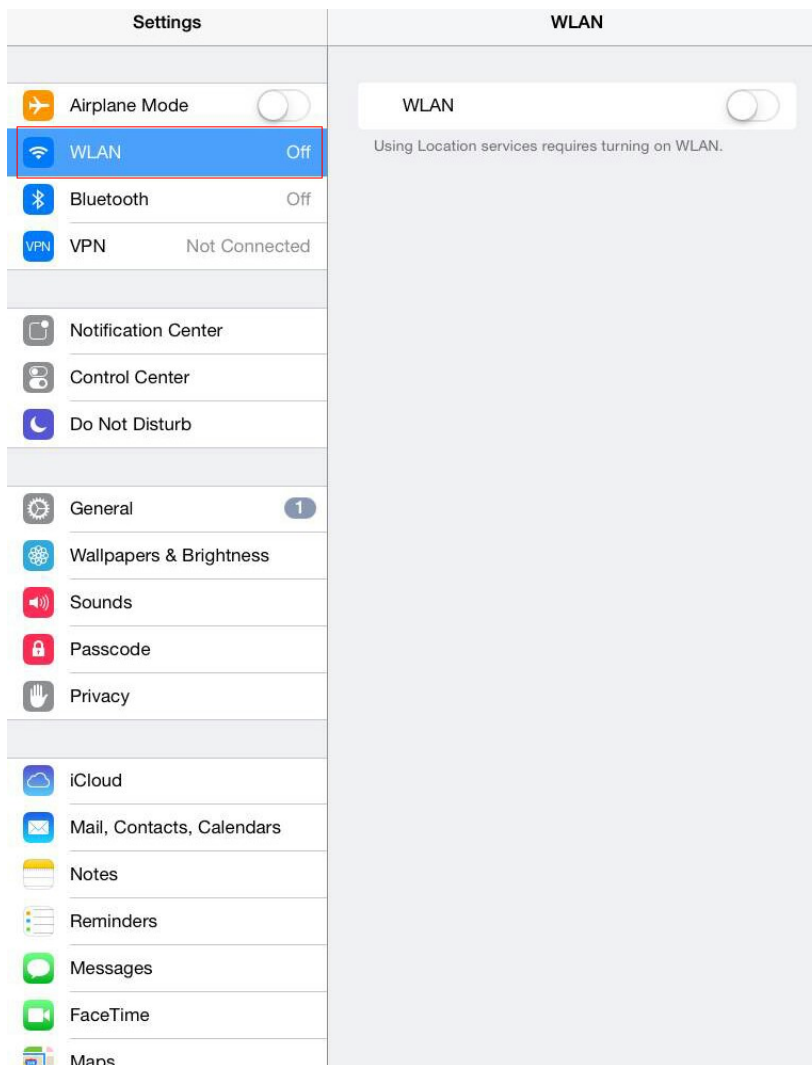 Settings
Airplane Mode
WLAN Off
Bluetooth Off
VPN VPN Not Connected
Notification Center
Control Center
Do Not Disturb
General 1
Wallpapers & Brightness
Sounds
Passcode
Privacy
iCloud
Mail, Contacts, Calendars
Notes
Reminders
Messages
FaceTime
Maps
WLAN
WLAN
Using Location services requires turning on WLAN.